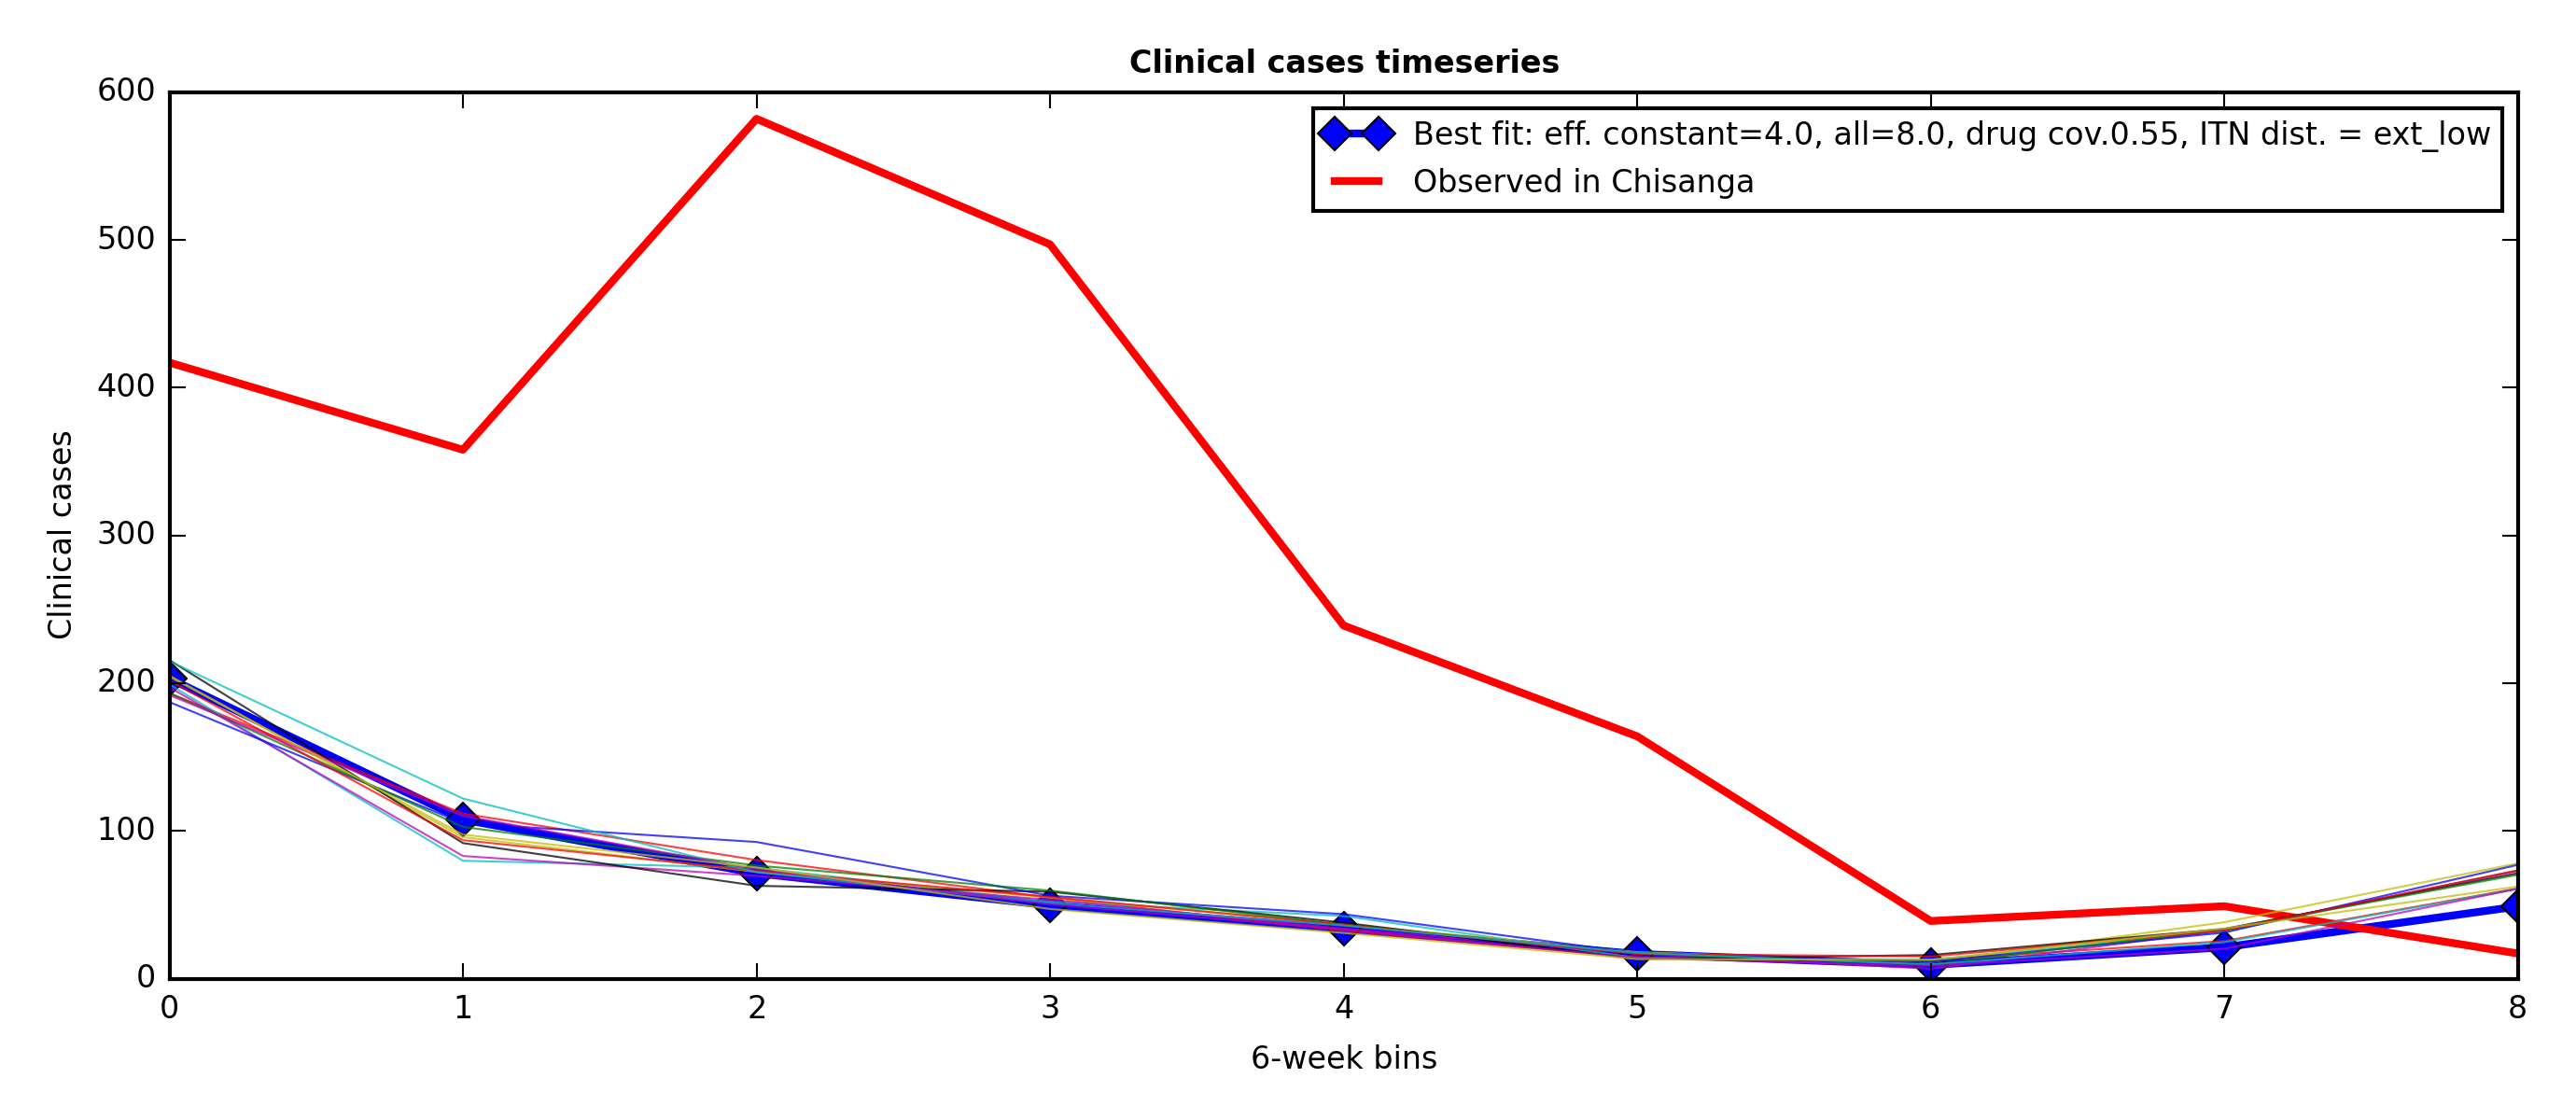 Clinical cases timeseries
600
500
400
300
200
100
0
Clinical cases
Best fit: eff. constant=4.0, all=8.0, drug cov.0.55, ITN dist. = ext_low
Observed in Chisanga
0 1 2 3 4 5 6 7 8
6-week bins